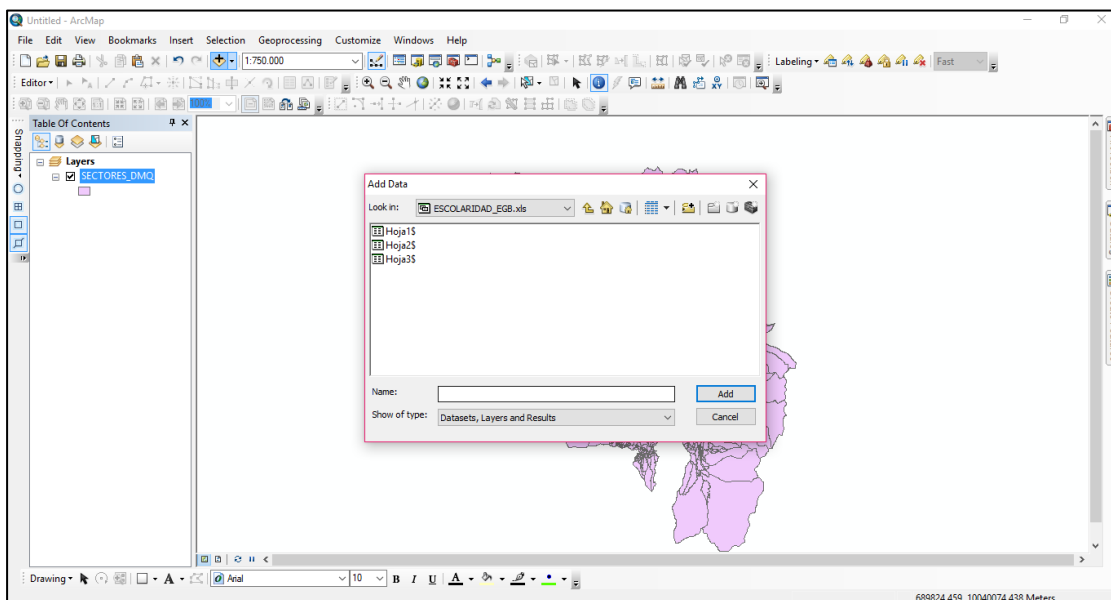 Untitled - ArcMap
File Edit View Bookmarks Insert Selection Geoprocessing Customize Windows Help
1:750.000 Labeling Fast
Editor
100%
Table Of Contents
Snapping
Layers
SECTORES_DMQ
Add Data
Look in: ESCOLARIDAD_EGB.xls
Hoja1$
Hoja2$
Hoja3$
Name: Add
Show of type: Datasets, Layers and Results Cancel
Drawing A Arial 10 B I U A
689824,459 10040074,438 Meters